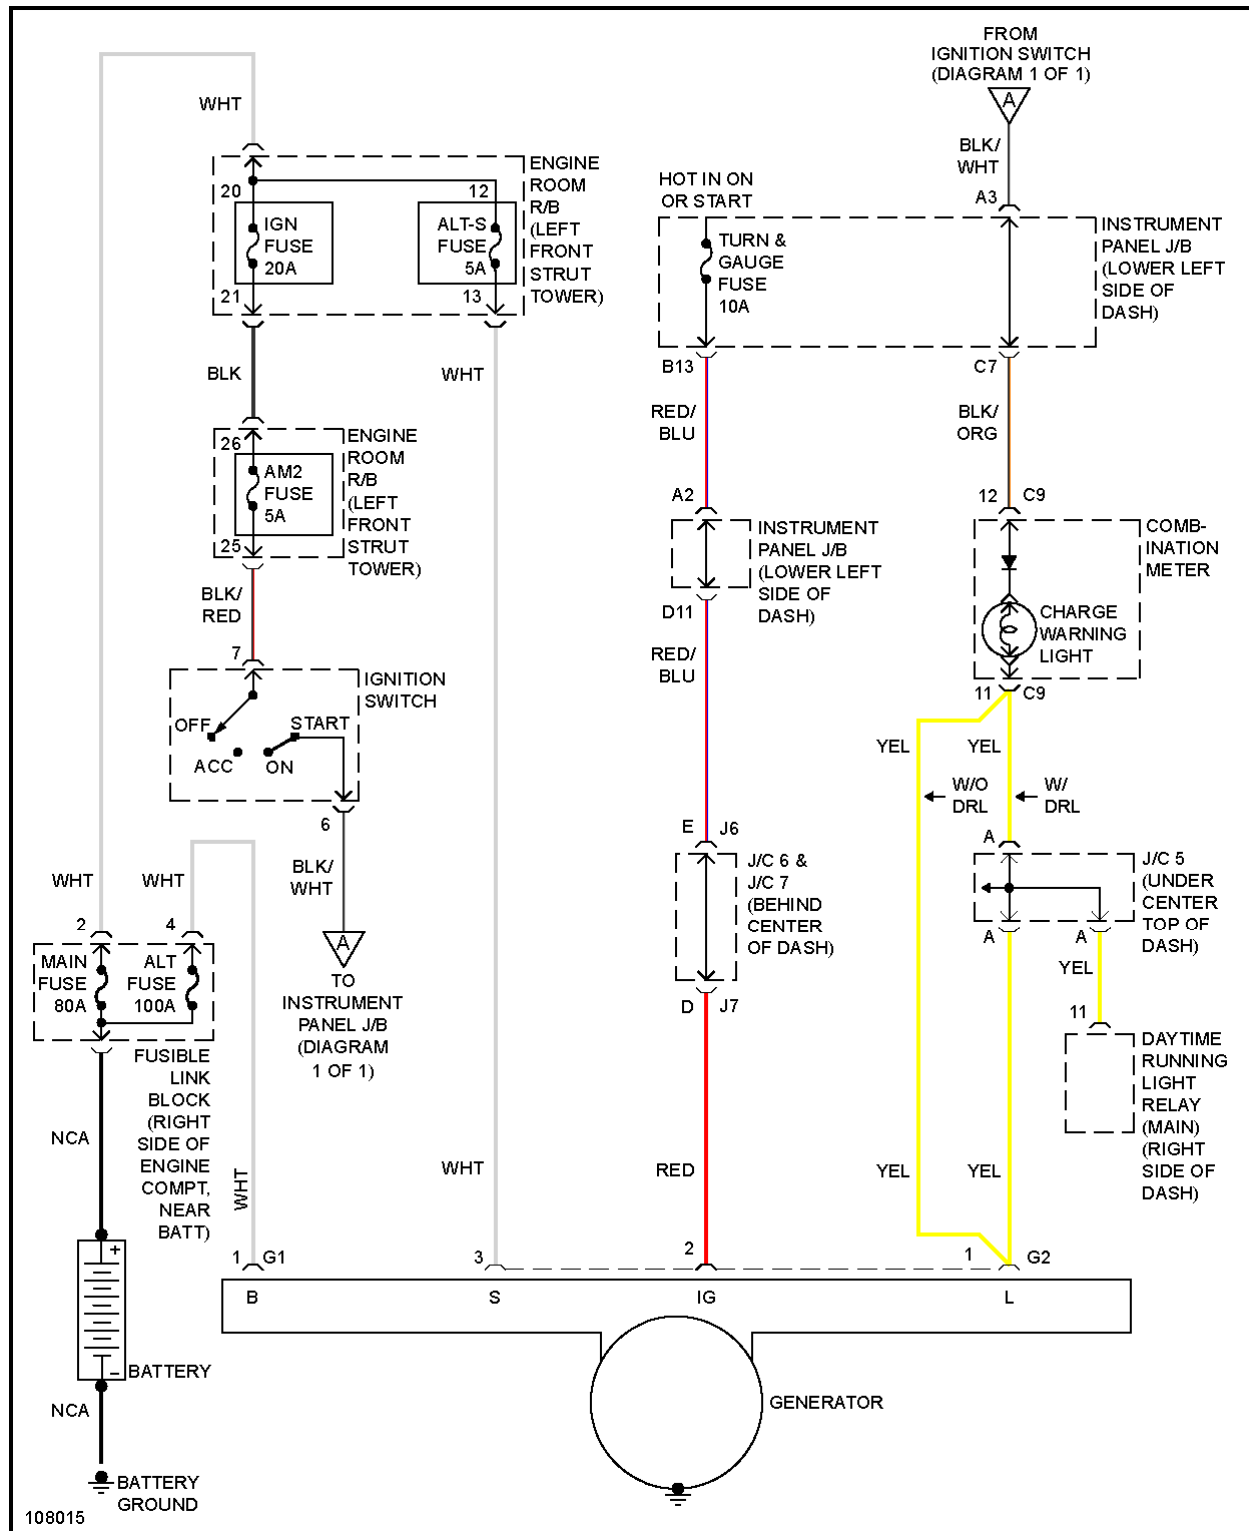 FROM
IGNITION SWITCH
(DIAGRAM 1 OF 1)
A
BLK/
WHT
A3
WHT
20
12
IGN
FUSE
20A
ALT-S
FUSE
5A
21
13
ENGINE
ROOM
R/B
(LEFT
FRONT
STRUT
TOWER)
HOT IN ON
OR START
TURN &
GAUGE
FUSE
10A
INSTRUMENT
PANEL J/B
(LOWER LEFT
SIDE OF
DASH)
B13
C7
BLK
WHT
RED/
BLU
BLK/
ORG
26
AM2
FUSE
5A
25
ENGINE
ROOM
R/B
(LEFT
FRONT
STRUT
TOWER)
A2
INSTRUMENT
PANEL J/B
(LOWER LEFT
SIDE OF
DASH)
D11
12
C9
COMB-
INATION
METER
CHARGE
WARNING
LIGHT
11
C9
BLK/
RED
7
IGNITION
SWITCH
OFF
START
ACC
ON
6
RED/
BLU
YEL
YEL
W/O
DRL
W/
DRL
BLK/
WHT
A
TO
INSTRUMENT
PANEL J/B
(DIAGRAM
1 OF 1)
E
J6
J/C 6 &
J/C 7
(BEHIND
CENTER
OF DASH)
D
J7
A
J/C 5
(UNDER
CENTER
TOP OF
DASH)
A
A
YEL
11
DAYTIME
RUNNING
LIGHT
RELAY
(MAIN)
(RIGHT
SIDE OF
DASH)
WHT
WHT
2
4
MAIN
FUSE
80A
ALT
FUSE
100A
FUSIBLE
LINK
BLOCK
(RIGHT
SIDE OF
ENGINE
COMPT,
NEAR
BATT)
NCA
WHT
WHT
RED
YEL
YEL
1
G1
3
2
1
G2
B
S
IG
L
+
–
BATTERY
NCA
GENERATOR
BATTERY
GROUND
108015